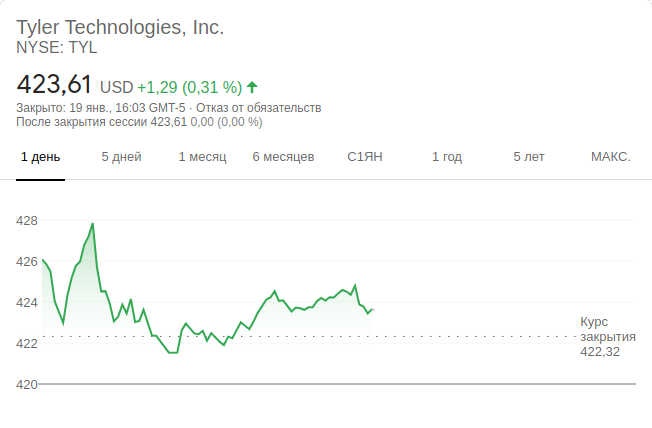 Tyler Technologies, Inc.
NYSE: TYL
423,61 USD +1,29 (0,31 %)
Закрыто: 19 янв., 16:03 GMT-5 · Отказ от обязательств
После закрытия сессии 423,61 0,00 (0,00 %)
1 день 5 дней 1 месяц 6 месяцев С1ЯН 1 год 5 лет МАКС.
428
426
424
422
420
Курс
закрытия
422,32